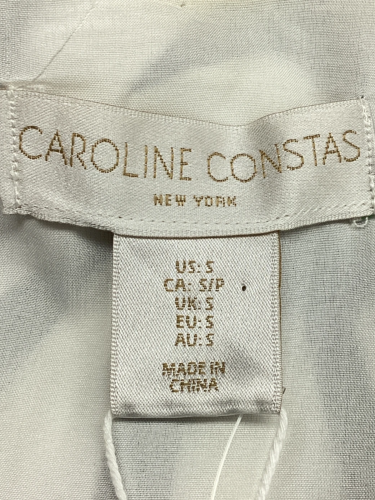 CAROLINE CONSTAS
NEW YORK
US: S
CA: S/P
UK: S
EU: S
AU: S
MADE IN
CHINA